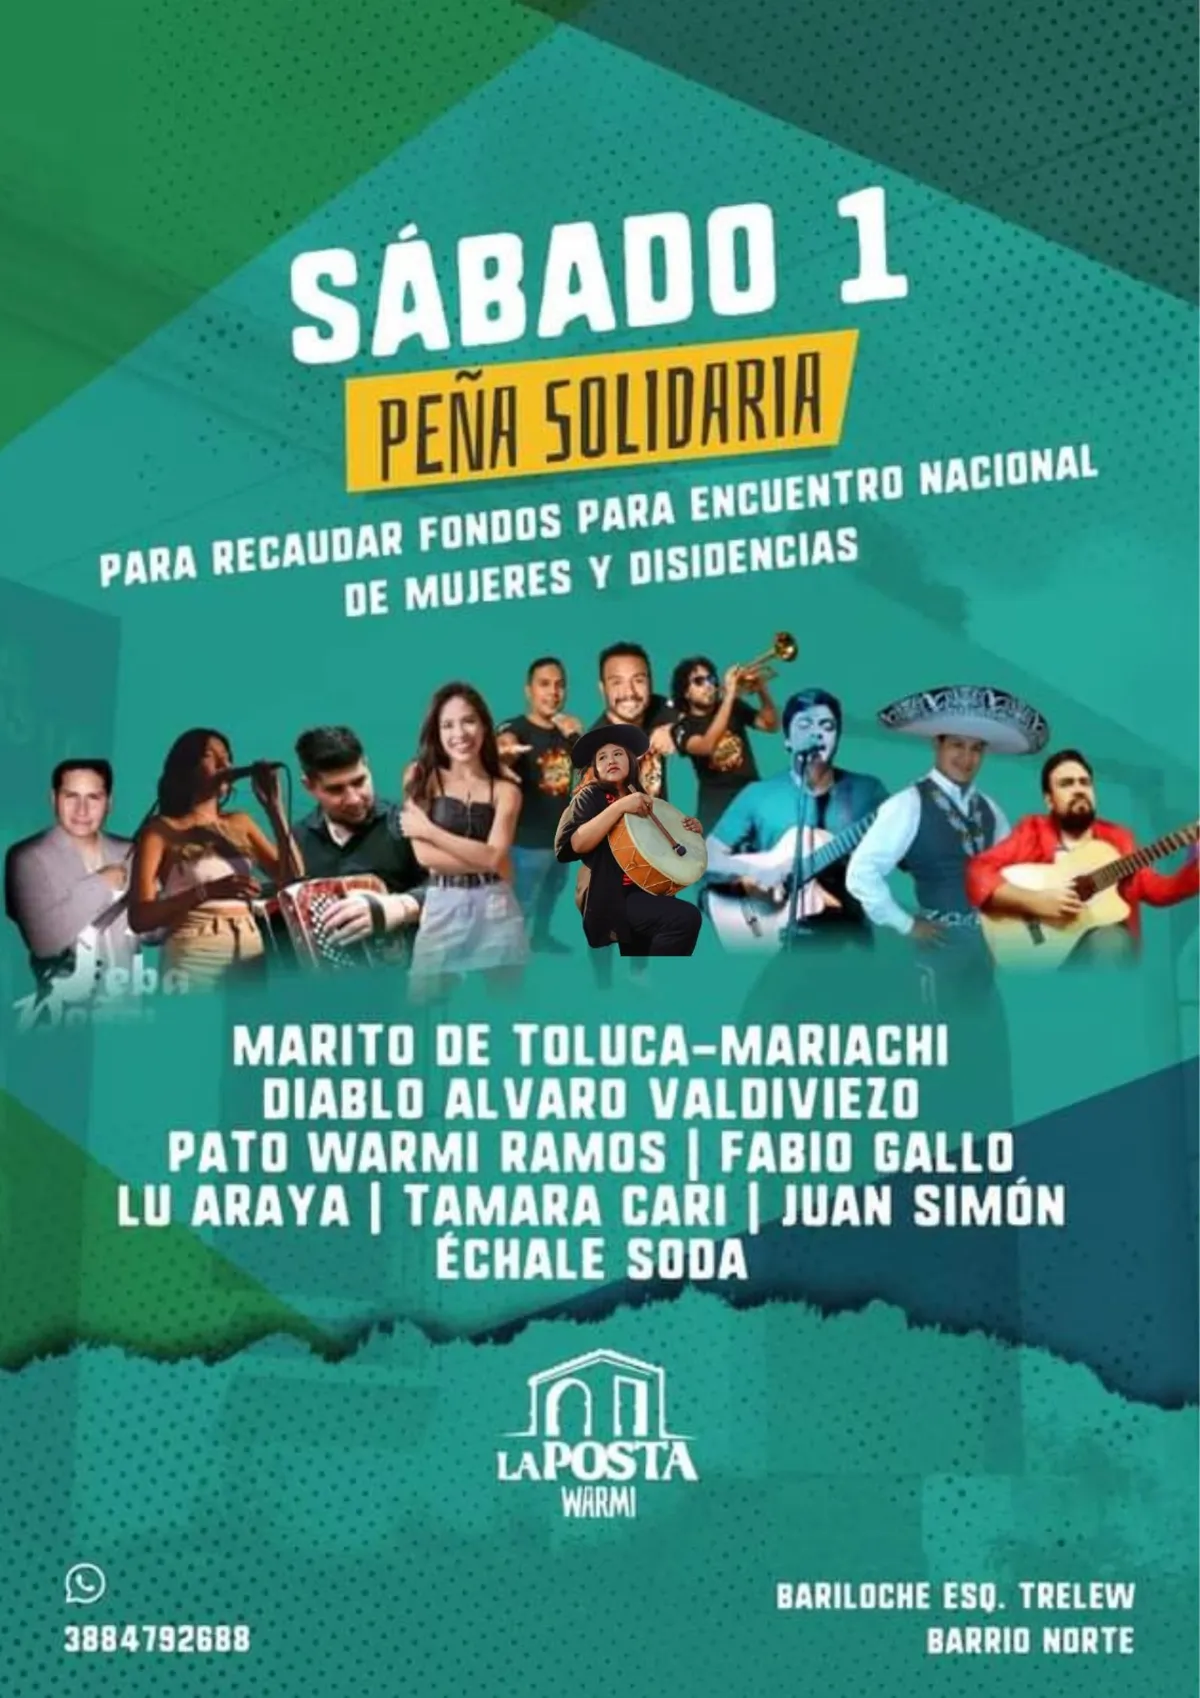 SÁBADO 1
PEÑA SOLIDARIA
PARA RECAUDAR FONDOS PARA ENCUENTRO NACIONAL
DE MUJERES Y DISIDENCIAS
MARITO DE TOLUCA-MARIACHI
DIABLO ALVARO VALDIVIEZO
PATO WARMI RAMOS | FABIO GALLO
LU ARAYA | TAMARA CARI | JUAN SIMÓN
ÉCHALE SODA
LA POSTA
WARMI
3884792688
BARILOCHE ESQ. TRELEW
BARRIO NORTE